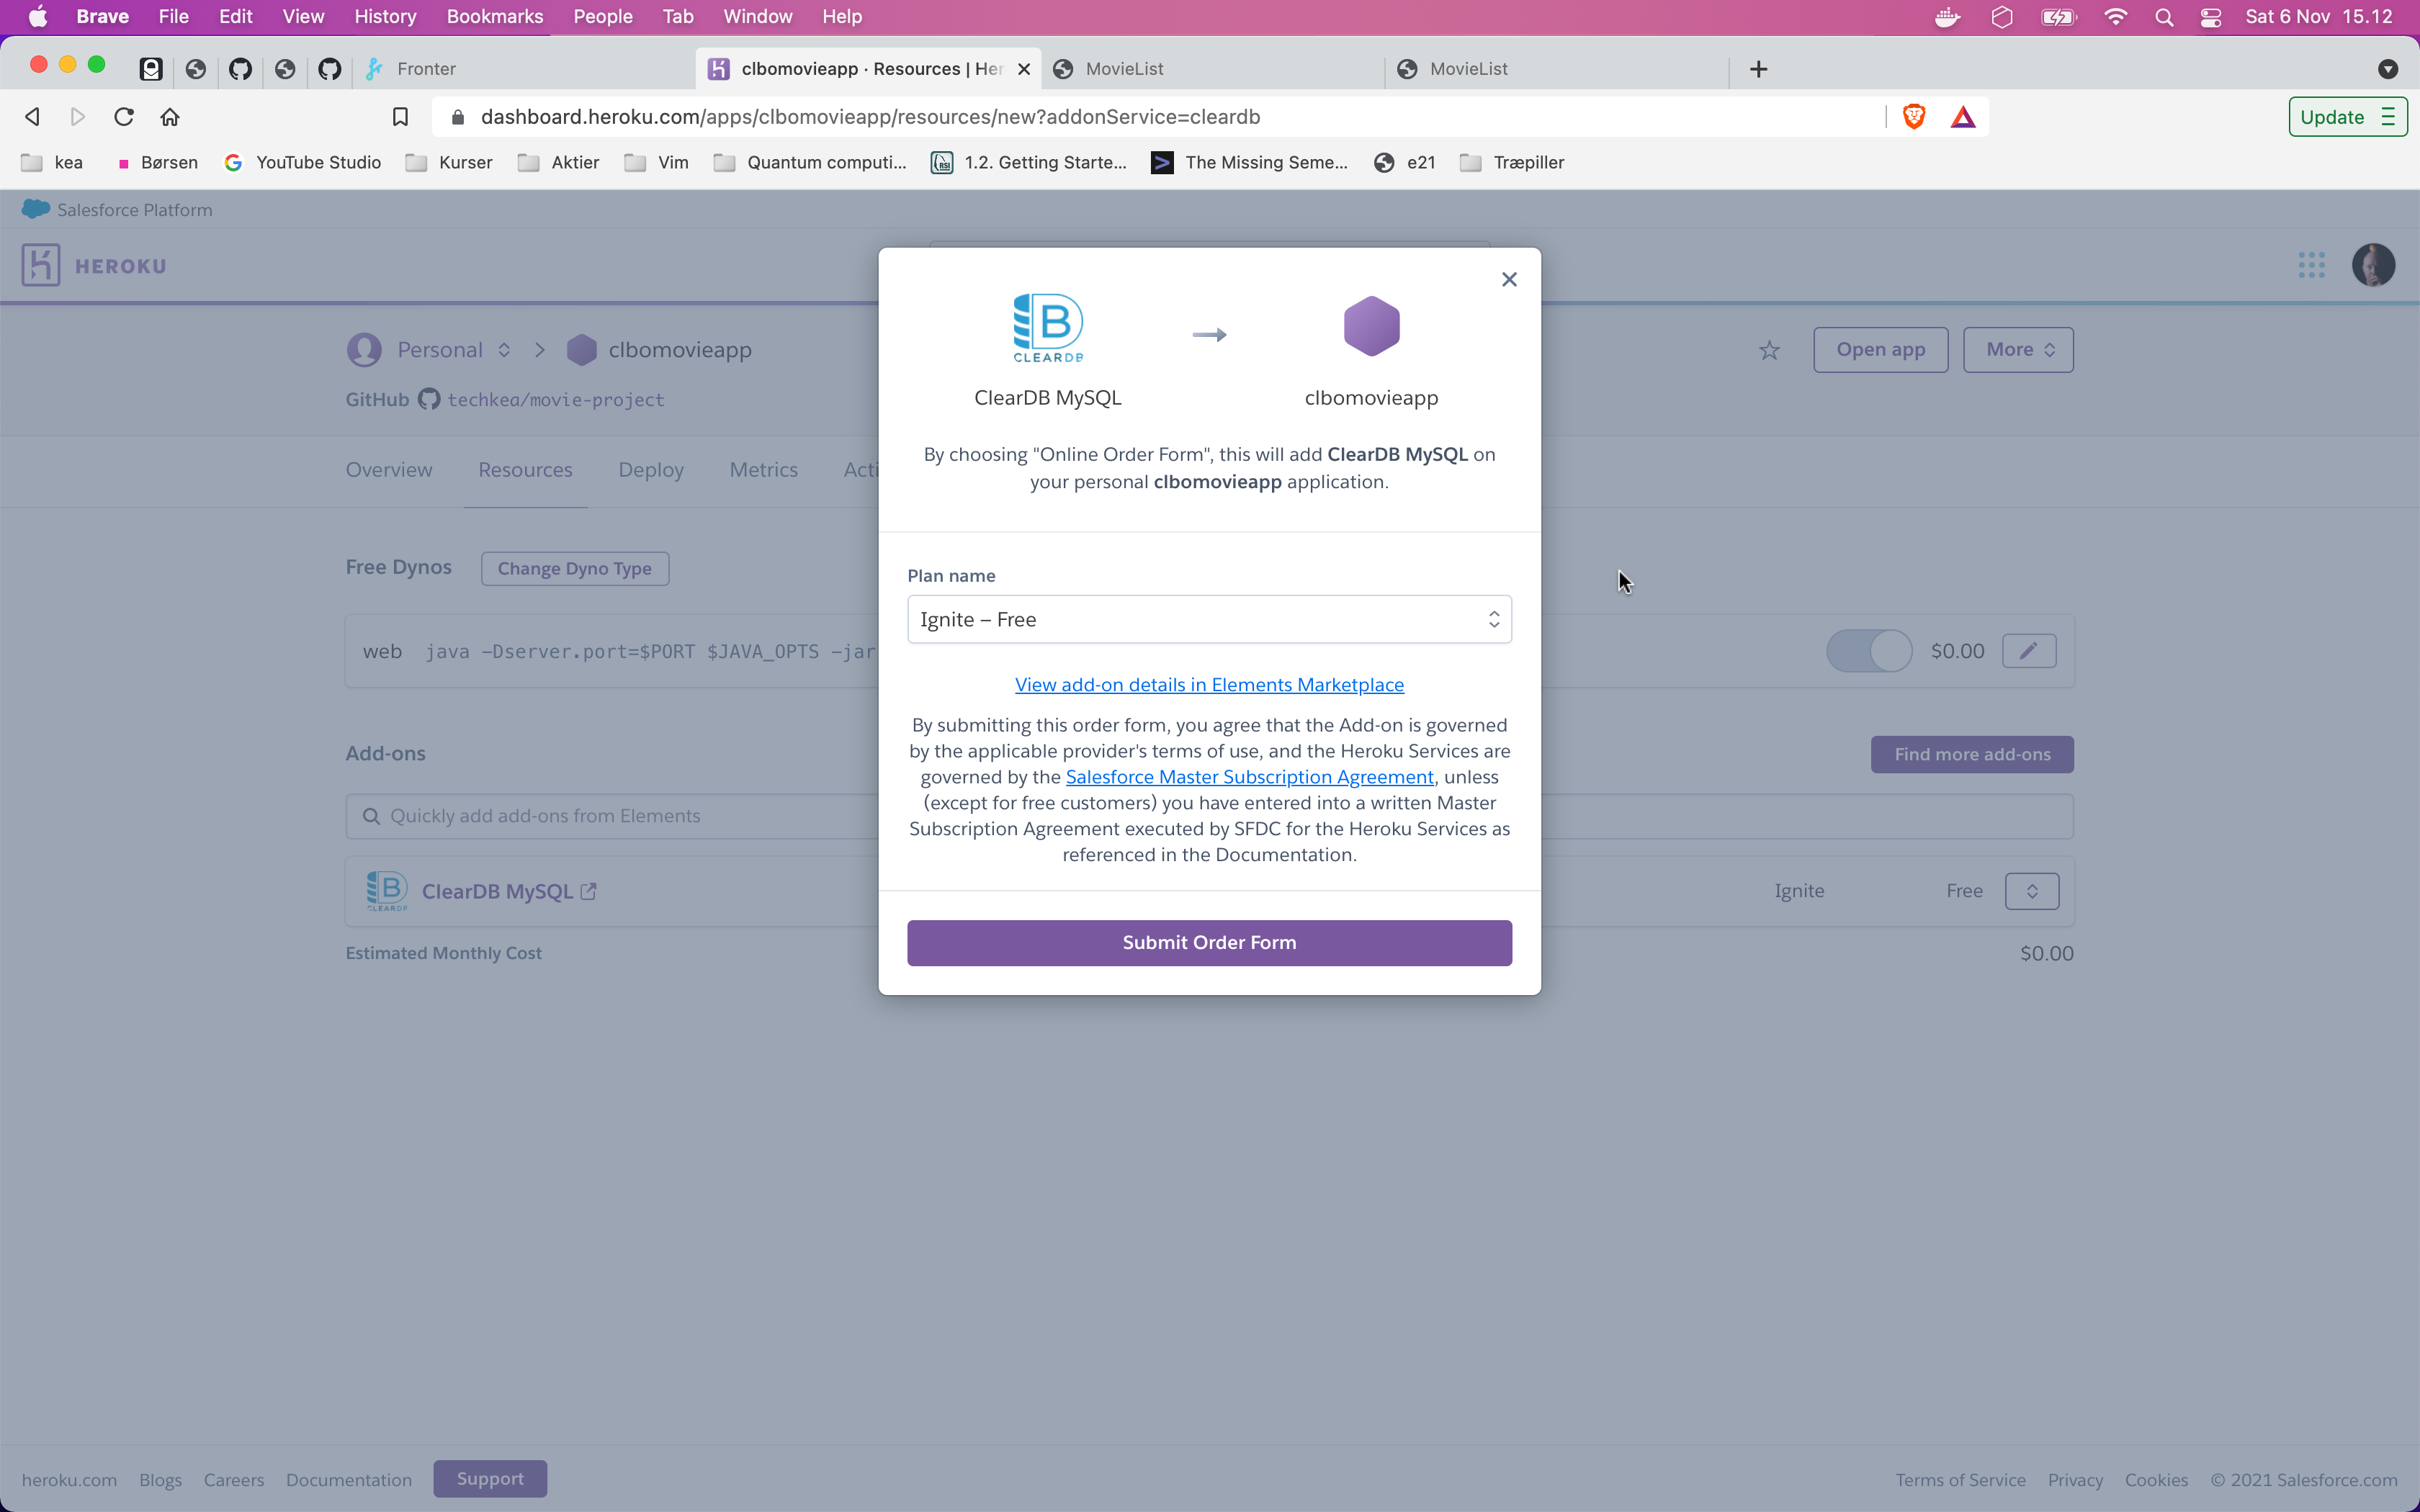 Brave File Edit View History Bookmarks People Tab Window Help Sat 6 Nov 15.12
Fronter clbomovieapp · Resources | Her MovieList MovieList
dashboard.heroku.com/apps/clbomovieapp/resources/new?addonService=cleardb Update
kea Børsen YouTube Studio Kurser Aktier Vim Quantum computi... 1.2. Getting Starte... The Missing Seme... e21 Træpiller
Salesforce Platform
HEROKU
Personal clbomovieapp Open app More
GitHub techkea/movie-project
Overview Resources Deploy Metrics Acti
Free Dynos Change Dyno Type
web java -Dserver.port=$PORT $JAVA_OPTS -jar $0.00
Add-ons Find more add-ons
Quickly add add-ons from Elements
CLEARDB ClearDB MySQL Ignite Free
Estimated Monthly Cost $0.00
CLEARDB
ClearDB MySQL clbomovieapp
By choosing "Online Order Form", this will add ClearDB MySQL on
your personal clbomovieapp application.
Plan name
Ignite – Free
View add-on details in Elements Marketplace
By submitting this order form, you agree that the Add-on is governed
by the applicable provider's terms of use, and the Heroku Services are
governed by the Salesforce Master Subscription Agreement, unless
(except for free customers) you have entered into a written Master
Subscription Agreement executed by SFDC for the Heroku Services as
referenced in the Documentation.
Submit Order Form
heroku.com Blogs Careers Documentation Support Terms of Service Privacy Cookies © 2021 Salesforce.com